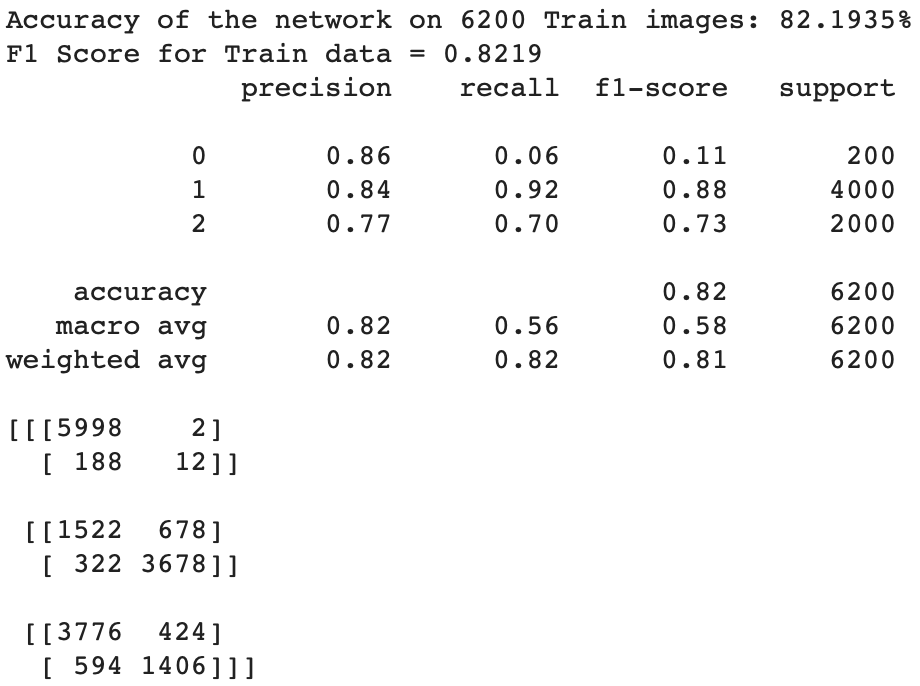 Accuracy of the network on 6200 Train images: 82.1935%
F1 Score for Train data = 0.8219
              precision    recall  f1-score   support

           0       0.86      0.06      0.11       200
           1       0.84      0.92      0.88      4000
           2       0.77      0.70      0.73      2000

    accuracy                           0.82      6200
   macro avg       0.82      0.56      0.58      6200
weighted avg       0.82      0.82      0.81      6200

[[[5998    2]
  [ 188   12]]

 [[1522  678]
  [ 322 3678]]

 [[3776  424]
  [ 594 1406]]]